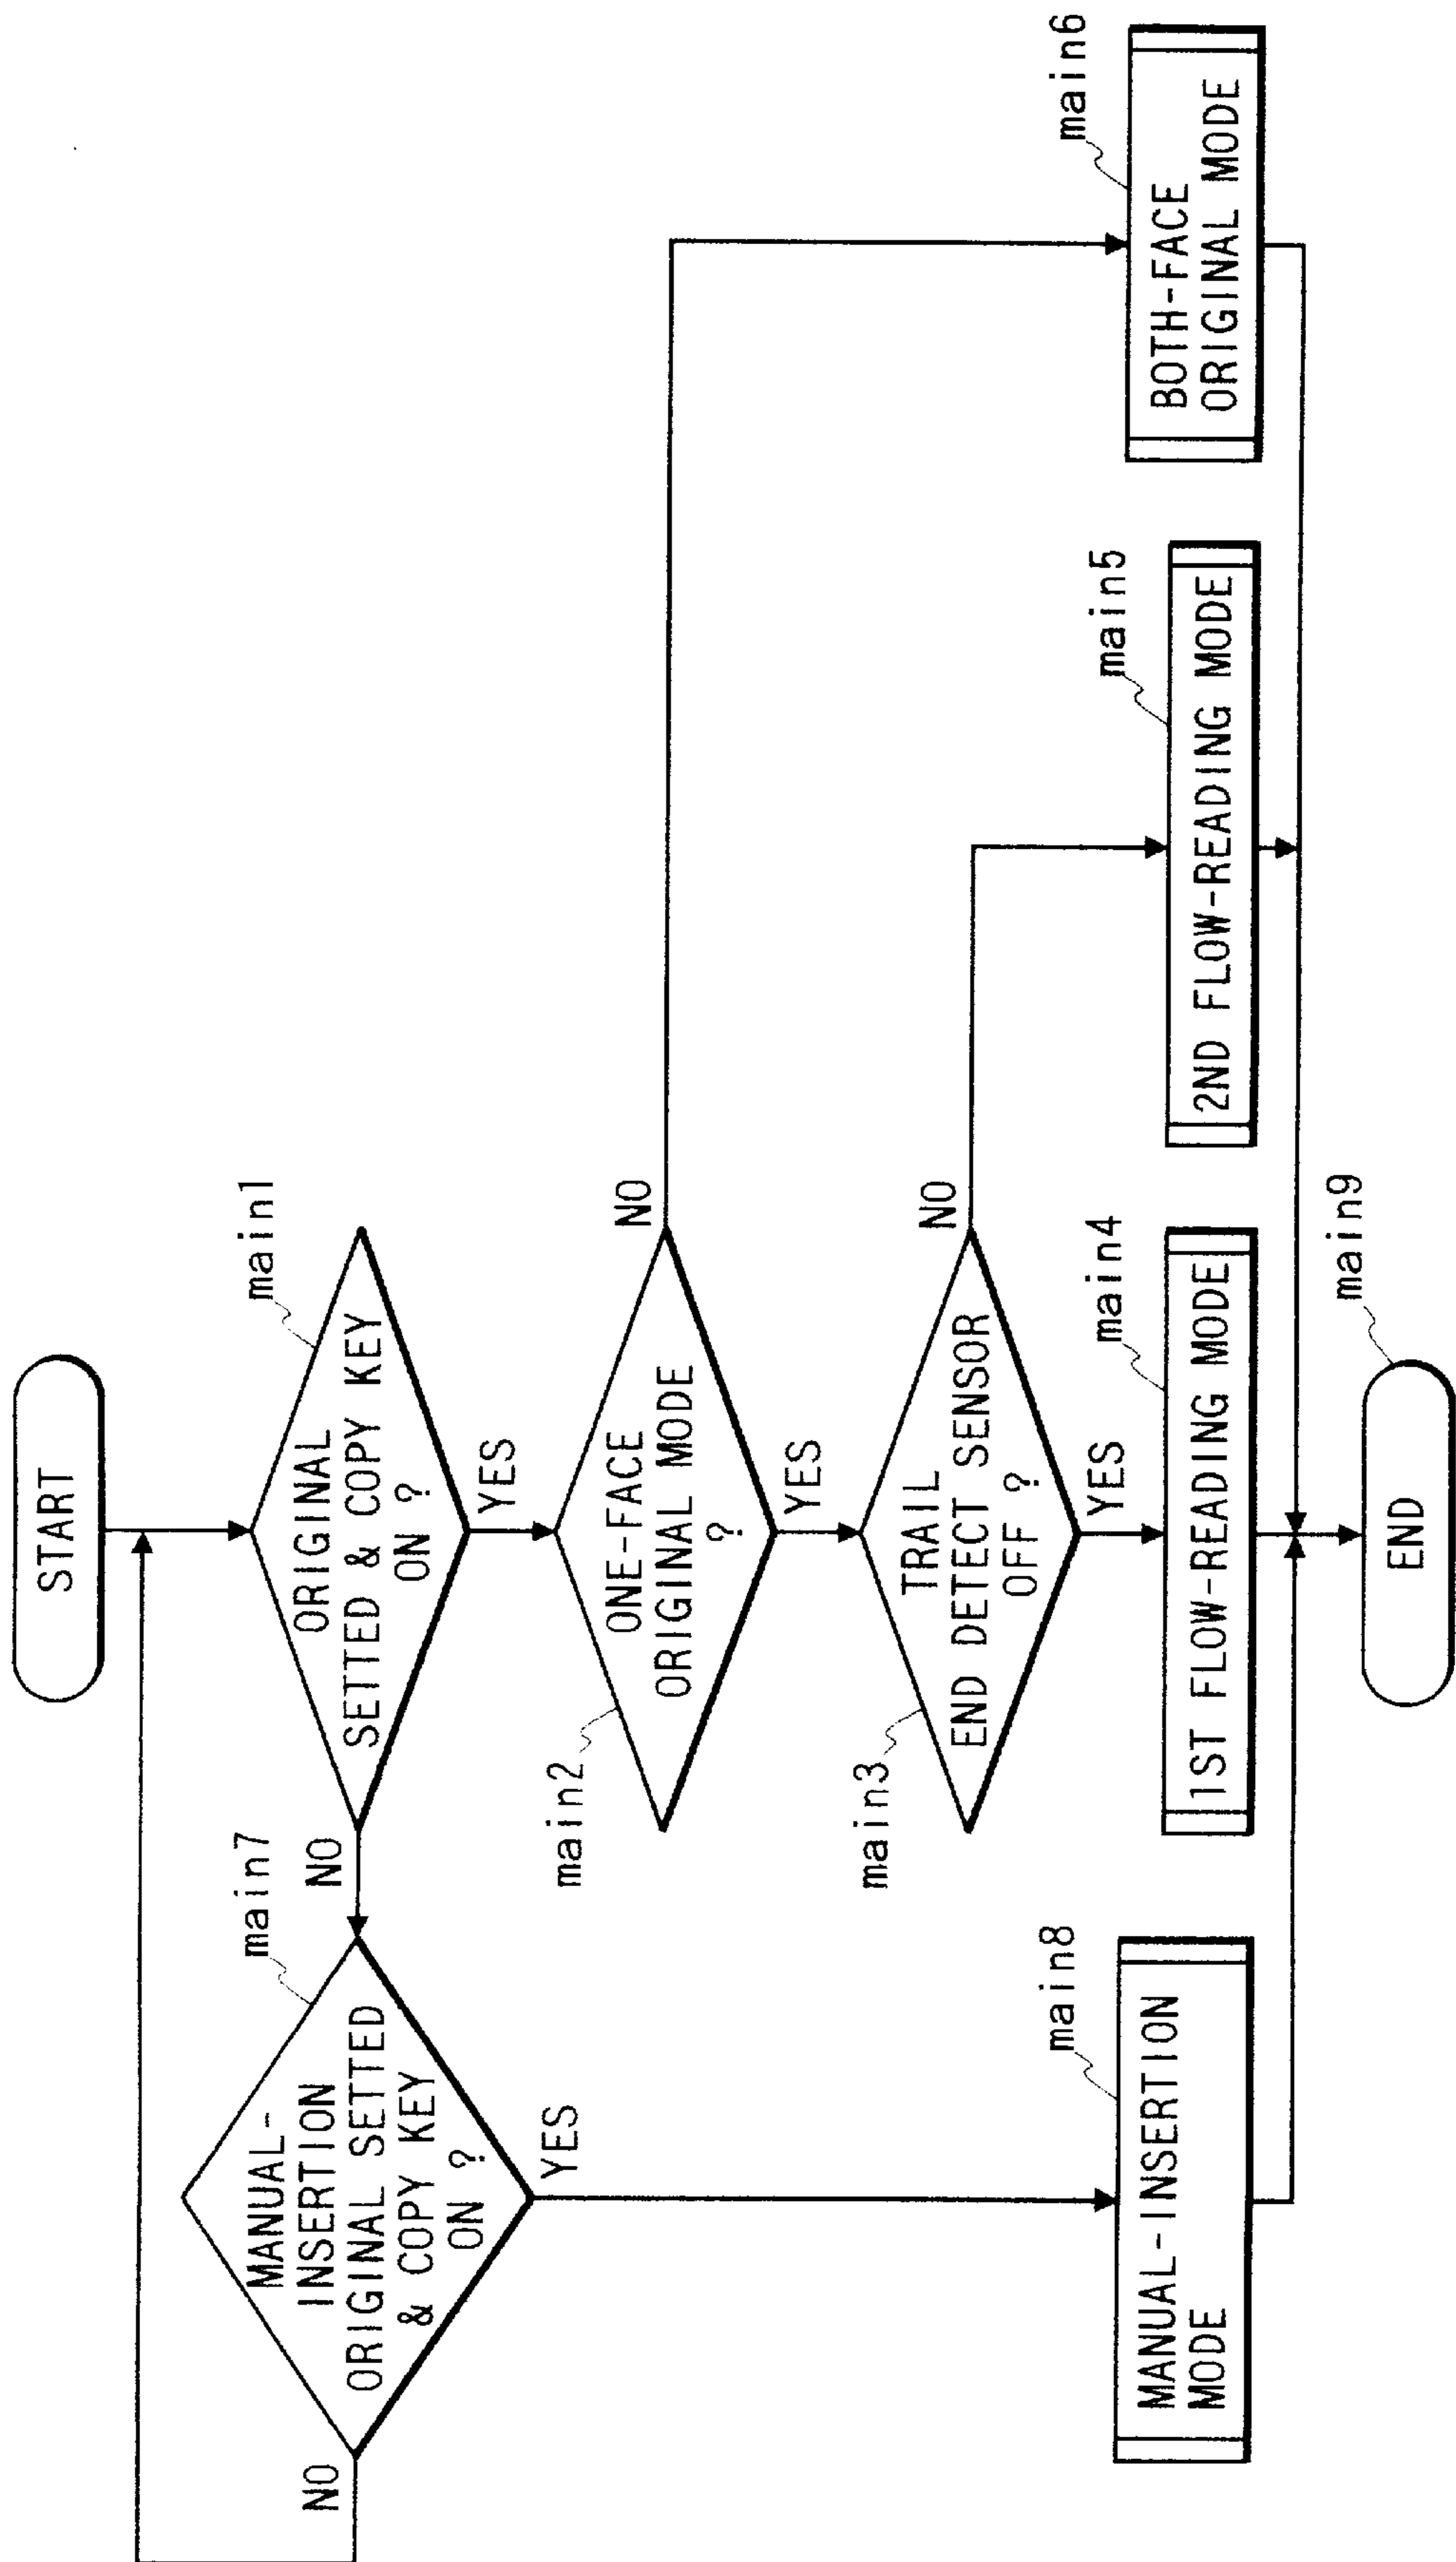 START
main1
ORIGINAL
SETTED & COPY KEY
ON ?
NO
YES
main7
MANUAL-
INSERTION
ORIGINAL SETTED
& COPY KEY
ON ?
NO
YES
main2
ONE-FACE
ORIGINAL MODE
?
NO
YES
main3
TRAIL
END DETECT SENSOR
OFF ?
NO
YES
main8
MANUAL-INSERTION
MODE
main4
1ST FLOW-READING MODE
main5
2ND FLOW-READING MODE
main6
BOTH-FACE
ORIGINAL MODE
main9
END